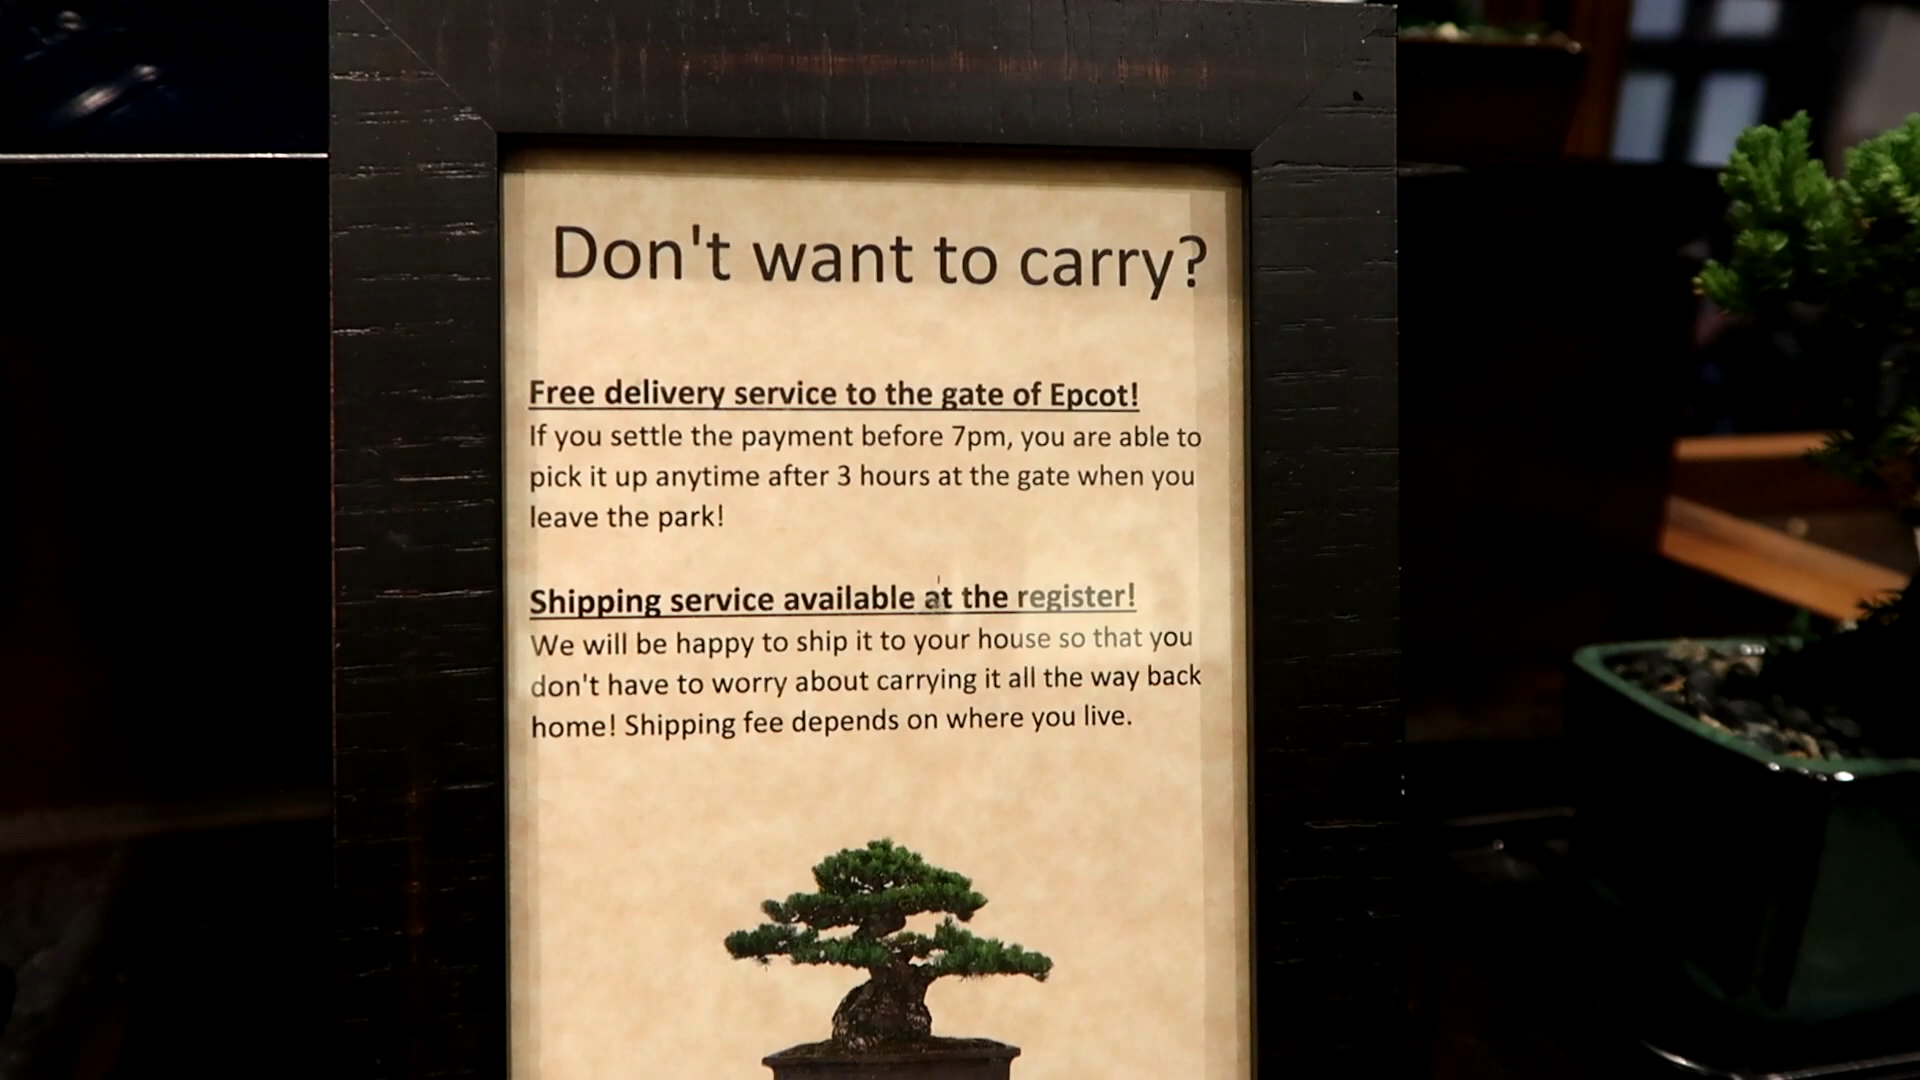 Don't want to carry?
Free delivery service to the gate of Epcot!
If you settle the payment before 7pm, you are able to
pick it up anytime after 3 hours at the gate when you
leave the park!
Shipping service available at the register!
We will be happy to ship it to your house so that you
don't have to worry about carrying it all the way back
home! Shipping fee depends on where you live.